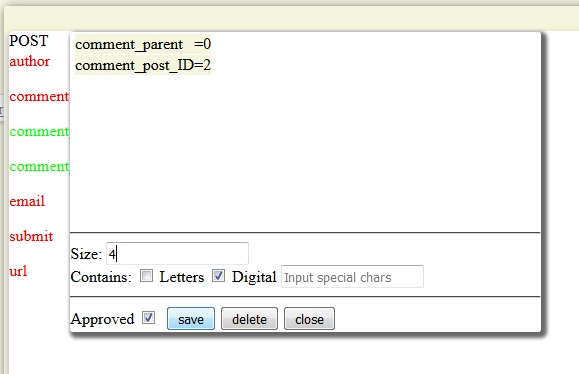 POST
author
comment
comment
comment_
email
submit
url
comment_parent =0
comment_post_ID=2
Size: 4
Contains: Letters Digital Input special chars
Approved save delete close